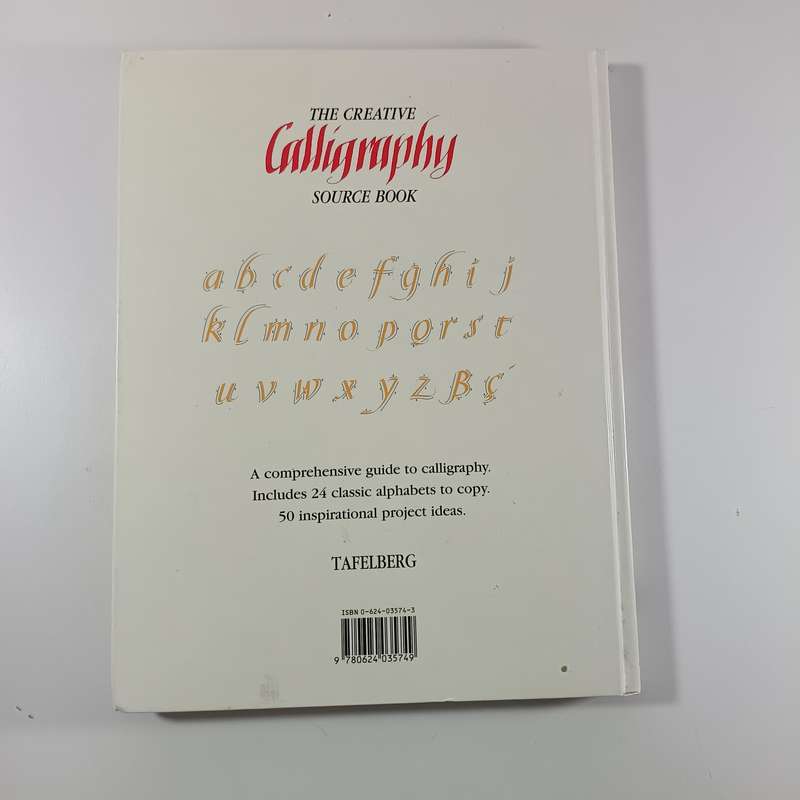 THE CREATIVE
Calligraphy
SOURCE BOOK
a b c d e f g h i j
k l m n o p q r s t
u v w x y z ß ç
A comprehensive guide to calligraphy.
Includes 24 classic alphabets to copy.
50 inspirational project ideas.
TAFELBERG
ISBN 0-624-03574-3
9 780624 035749